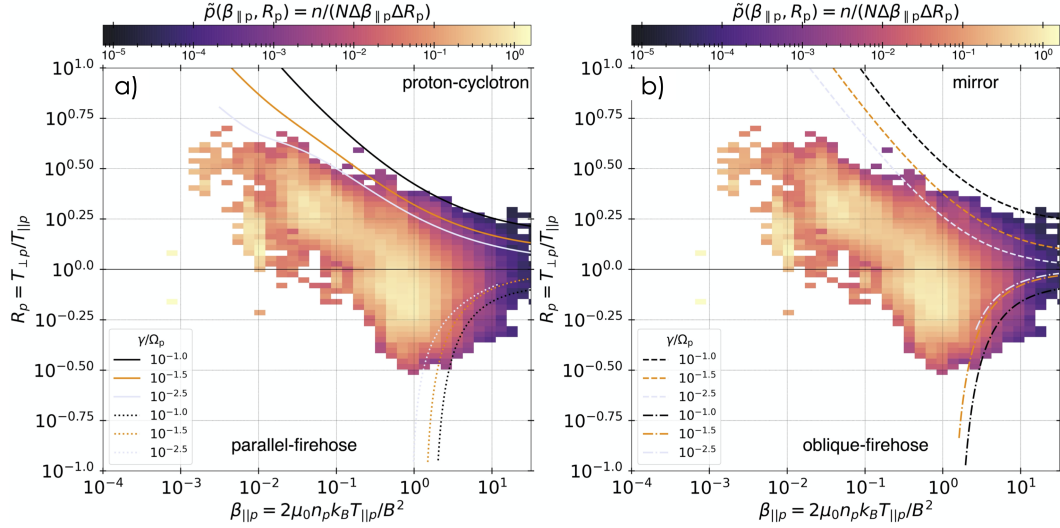 p̃(β∥p, Rp) = n/(NΔβ∥pΔRp)
10⁻⁵ 10⁻⁴ 10⁻³ 10⁻² 10⁻¹ 10⁰
a)
proton-cyclotron
10^1.0
10^0.75
10^0.50
10^0.25
10^0.0
10^−0.25
10^−0.50
10^−0.75
10^−1.0
Rp = T⊥p/T||p
γ/Ωp
10^−1.0
10^−1.5
10^−2.5
10^−1.0
10^−1.5
10^−2.5
parallel-firehose
10⁻⁴ 10⁻³ 10⁻² 10⁻¹ 10⁰ 10¹
β||p = 2μ₀npkBT||p/B²
p̃(β∥p, Rp) = n/(NΔβ∥pΔRp)
10⁻⁵ 10⁻⁴ 10⁻³ 10⁻² 10⁻¹ 10⁰
b)
mirror
10^1.0
10^0.75
10^0.50
10^0.25
10^0.0
10^−0.25
10^−0.50
10^−0.75
10^−1.0
Rp = T⊥p/T||p
γ/Ωp
10^−1.0
10^−1.5
10^−2.5
10^−1.0
10^−1.5
10^−2.5
oblique-firehose
10⁻⁴ 10⁻³ 10⁻² 10⁻¹ 10⁰ 10¹
β||p = 2μ₀npkBT||p/B²